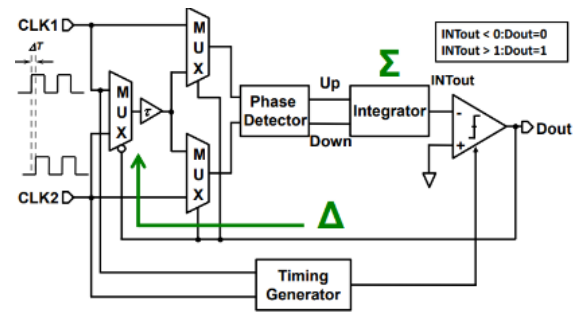 CLK1
INTout < 0:Dout=0
INTout > 1:Dout=1
ΔT
M
U
X
Σ
INTout
M
U
X
τ
Phase
Detector
Up
Down
Integrator
-
+
Dout
M
U
X
CLK2
Δ
Timing
Generator